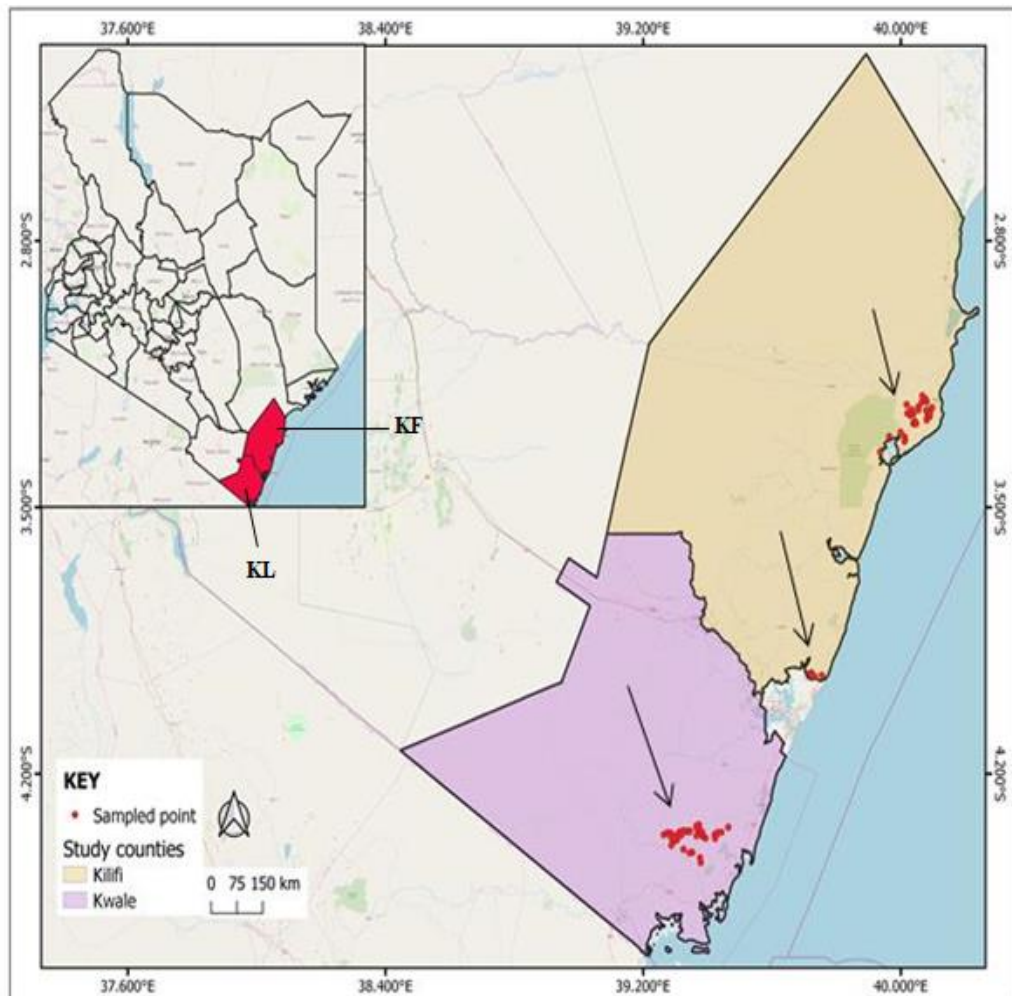 37.600°E 38.400°E 39.200°E 40.000°E
2.800°S 2.800°S
KF
3.500°S 3.500°S
KL
4.200°S 4.200°S
KEY
Sampled point
Study counties
Kilifi
Kwale
0 75 150 km
37.600°E 38.400°E 39.200°E 40.000°E